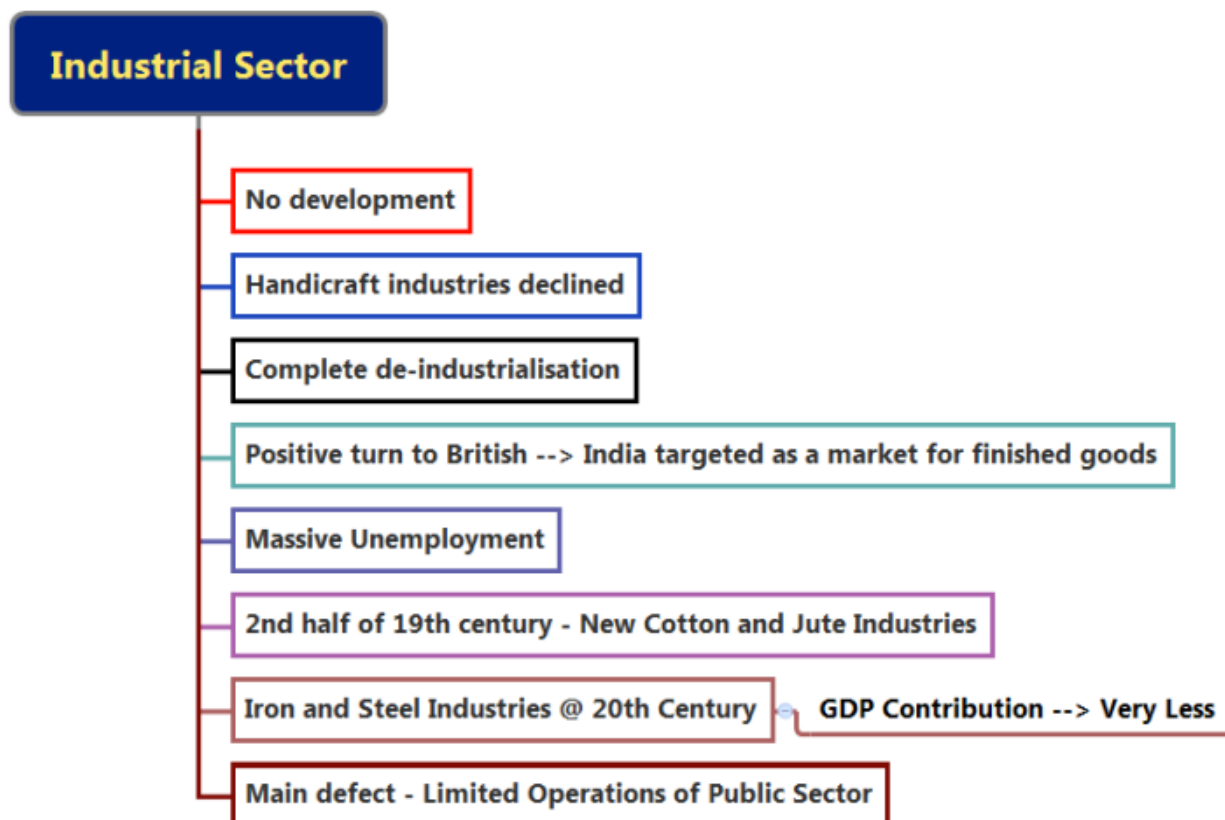 Industrial Sector
No development
Handicraft industries declined
Complete de-industrialisation
Positive turn to British --> India targeted as a market for finished goods
Massive Unemployment
2nd half of 19th century - New Cotton and Jute Industries
Iron and Steel Industries @ 20th Century GDP Contribution --> Very Less
Main defect - Limited Operations of Public Sector